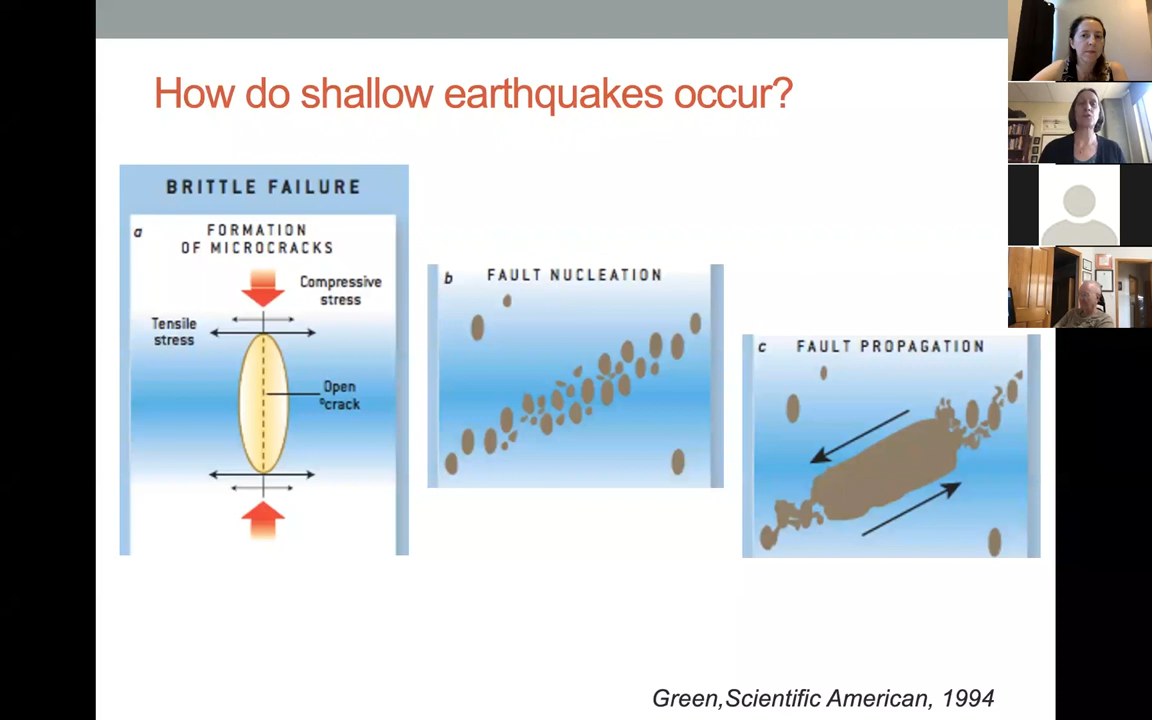 How do shallow earthquakes occur?
BRITTLE FAILURE
a
FORMATION
OF MICROCRACKS
Compressive
stress
Tensile
stress
Open
crack
b
FAULT NUCLEATION
c
FAULT PROPAGATION
Green,Scientific American, 1994